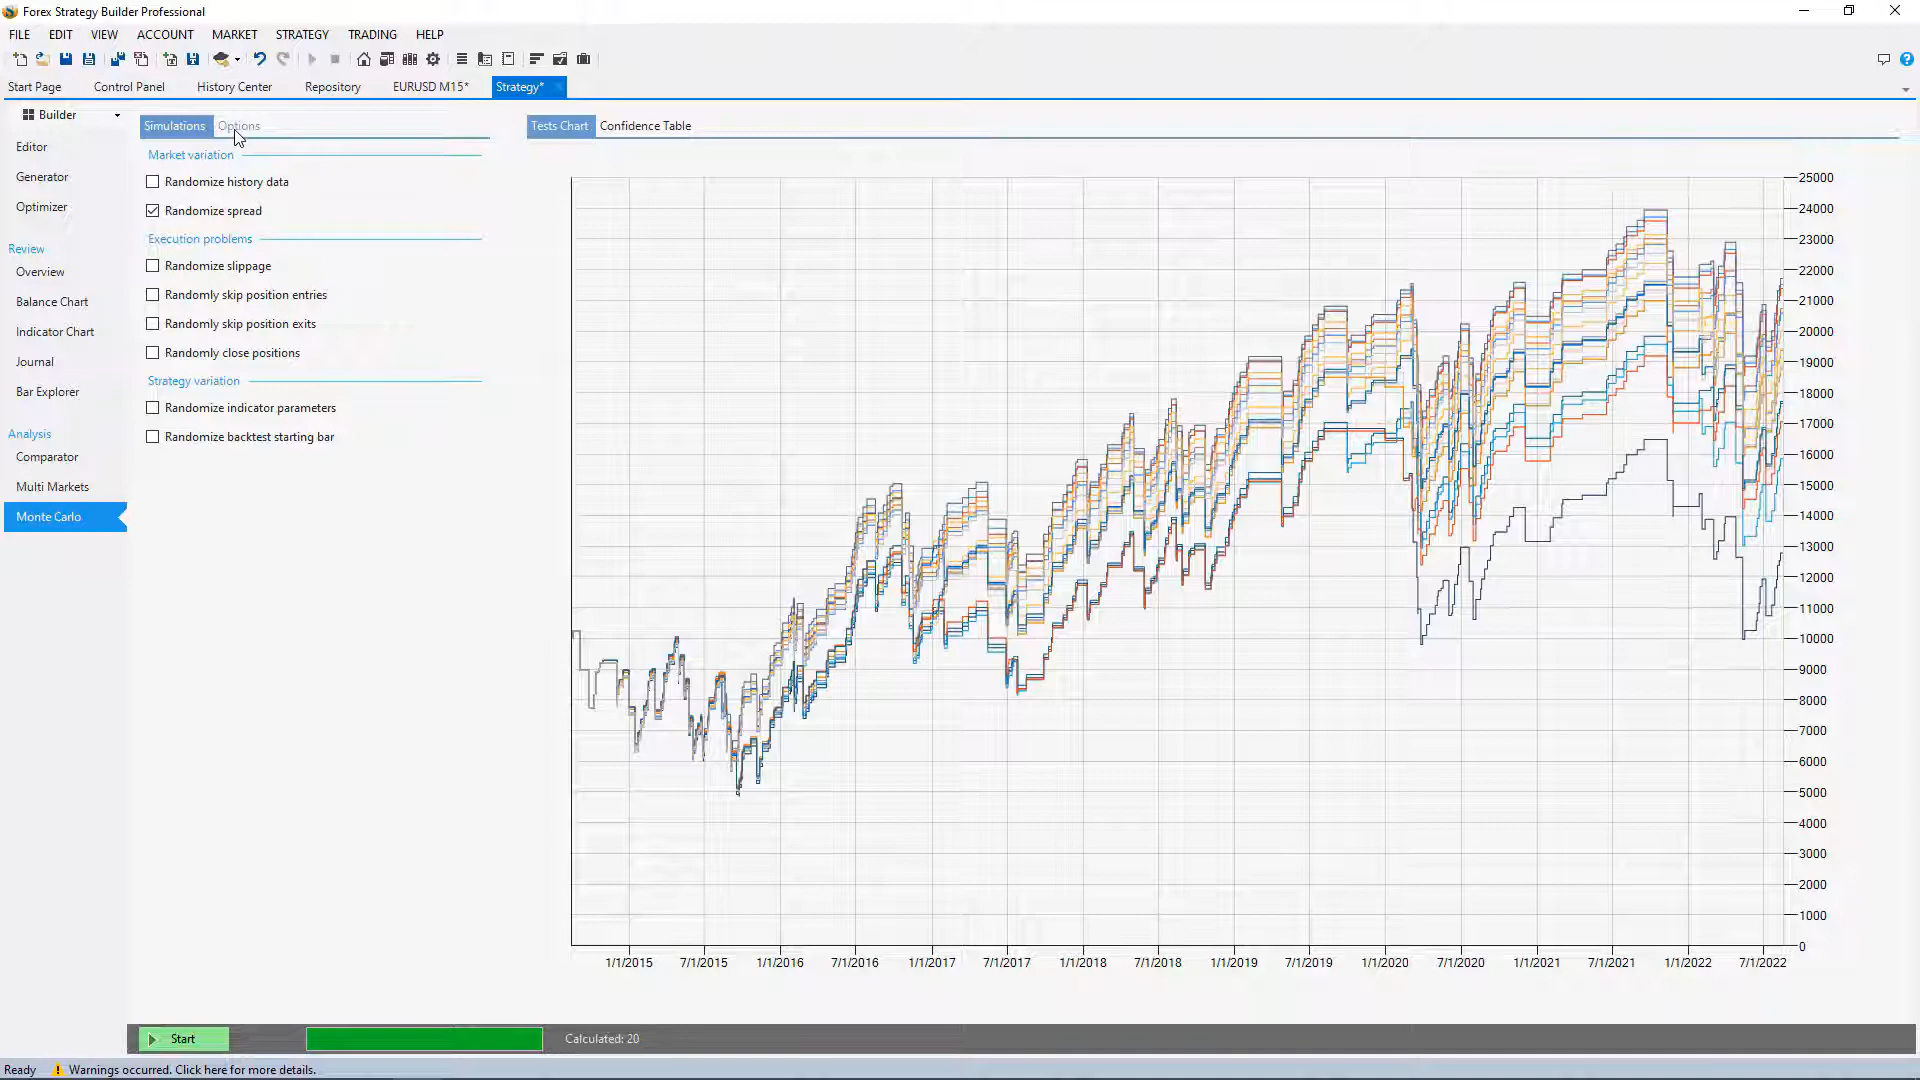 Forex Strategy Builder Professional
FILE EDIT VIEW ACCOUNT MARKET STRATEGY TRADING HELP
Start Page Control Panel History Center Repository EURUSD M15* Strategy*
Builder
Editor
Generator
Optimizer
Review
Overview
Balance Chart
Indicator Chart
Journal
Bar Explorer
Analysis
Comparator
Multi Markets
Monte Carlo
Simulations Options
Market variation
Randomize history data
Randomize spread
Execution problems
Randomize slippage
Randomly skip position entries
Randomly skip position exits
Randomly close positions
Strategy variation
Randomize indicator parameters
Randomize backtest starting bar
Tests Chart Confidence Table
25000
24000
23000
22000
21000
20000
19000
18000
17000
16000
15000
14000
13000
12000
11000
10000
9000
8000
7000
6000
5000
4000
3000
2000
1000
0
1/1/2015 7/1/2015 1/1/2016 7/1/2016 1/1/2017 7/1/2017 1/1/2018 7/1/2018 1/1/2019 7/1/2019 1/1/2020 7/1/2020 1/1/2021 7/1/2021 1/1/2022 7/1/2022
Start Calculated: 20
Ready Warnings occurred. Click here for more details.